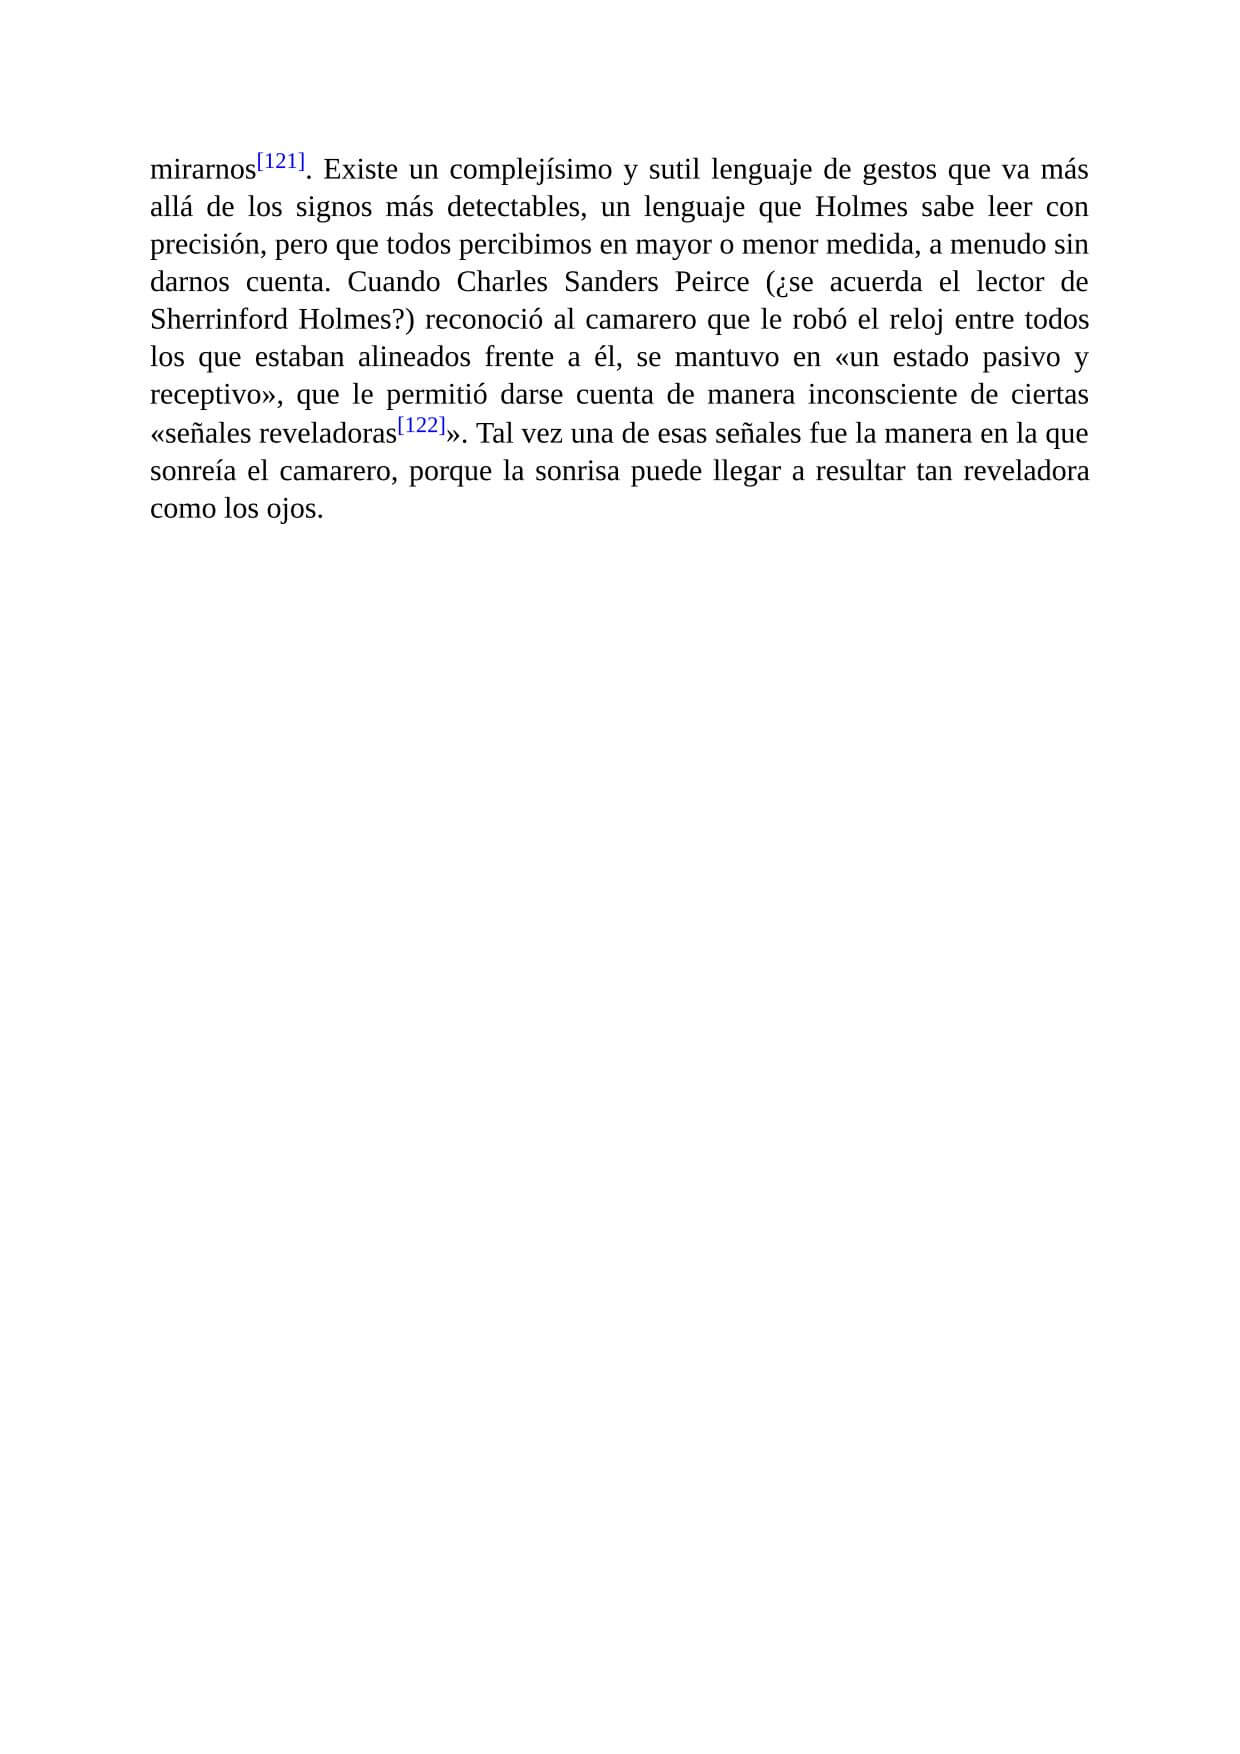 mirarnos[121]. Existe un complejísimo y sutil lenguaje de gestos que va más
allá de los signos más detectables, un lenguaje que Holmes sabe leer con
precisión, pero que todos percibimos en mayor o menor medida, a menudo sin
darnos cuenta. Cuando Charles Sanders Peirce (¿se acuerda el lector de
Sherrinford Holmes?) reconoció al camarero que le robó el reloj entre todos
los que estaban alineados frente a él, se mantuvo en «un estado pasivo y
receptivo», que le permitió darse cuenta de manera inconsciente de ciertas
«señales reveladoras[122]». Tal vez una de esas señales fue la manera en la que
sonreía el camarero, porque la sonrisa puede llegar a resultar tan reveladora
como los ojos.